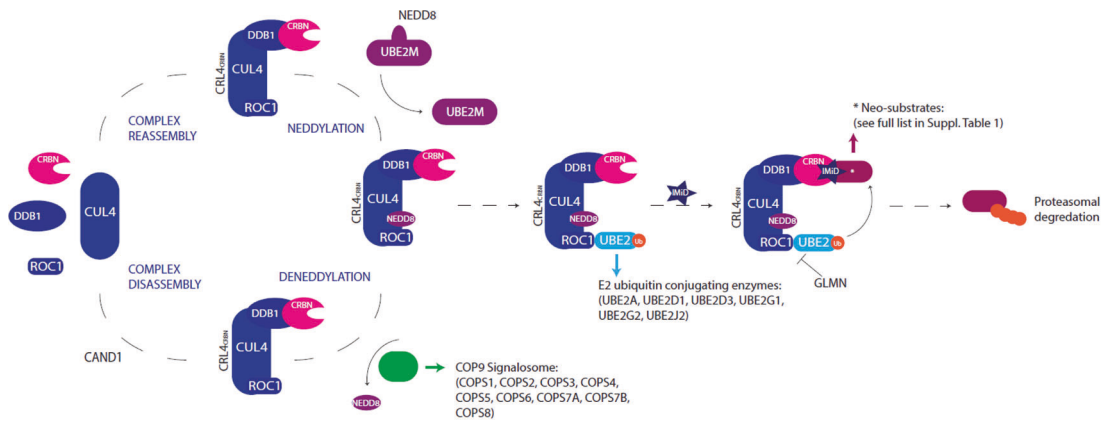 NEDD8
DDB1
CRBN
UBE2M
CUL4
CRL4CRBN
ROC1
UBE2M
COMPLEX
REASSEMBLY
NEDDYLATION
* Neo-substrates:
(see full list in Suppl. Table 1)
CRBN
DDB1
CUL4
ROC1
DDB1
CRBN
CUL4
CRL4CRBN
NEDD8
ROC1
DDB1
CRBN
CUL4
CRL4CRBN
NEDD8
ROC1
UBE2
Ub
IMiD
DDB1
CRBN
IMiD
*
CUL4
CRL4CRBN
NEDD8
ROC1
UBE2
Ub
GLMN
Proteasomal
degredation
E2 ubiquitin conjugating enzymes:
(UBE2A, UBE2D1, UBE2D3, UBE2G1,
UBE2G2, UBE2J2)
COMPLEX
DISASSEMBLY
DENEDDYLATION
DDB1
CRBN
CUL4
CRL4CRBN
ROC1
CAND1
NEDD8
COP9 Signalosome:
(COPS1, COPS2, COPS3, COPS4,
COPS5, COPS6, COPS7A, COPS7B,
COPS8)